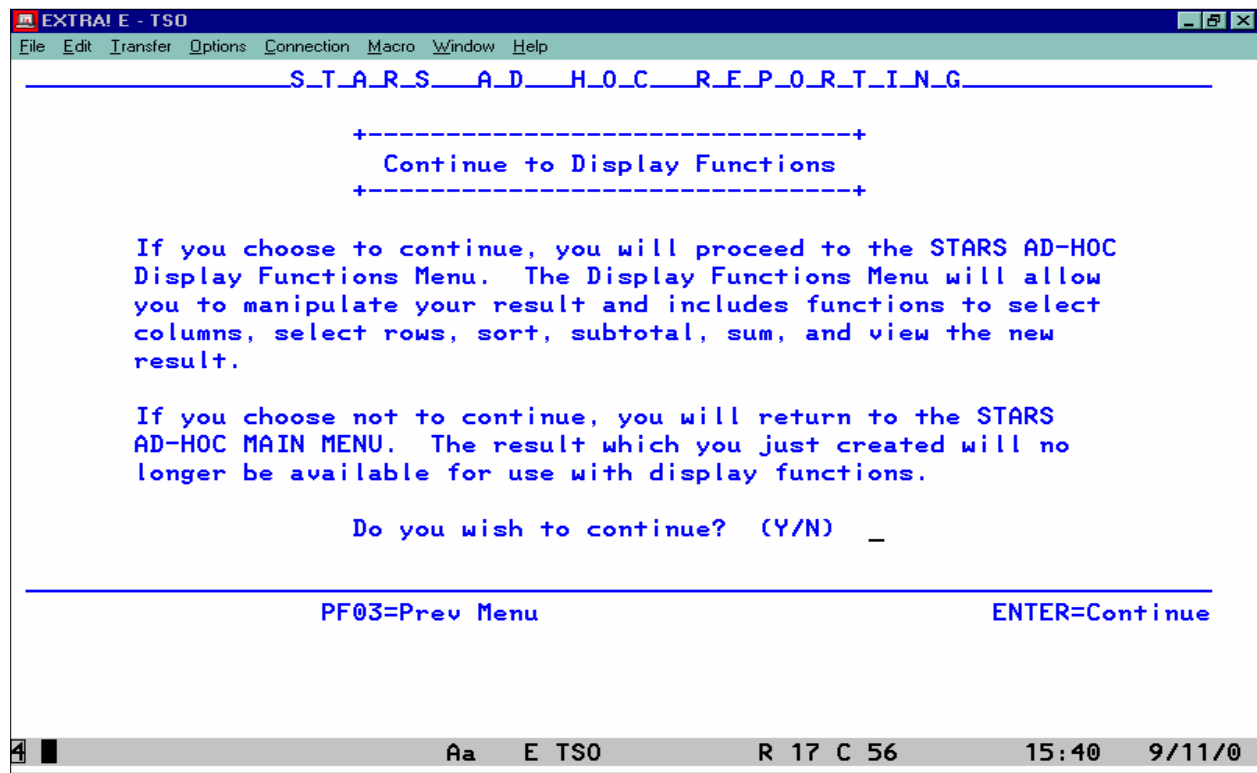 EXTRA! E - TSO
File Edit Transfer Options Connection Macro Window Help
S_T_A_R_S___A_D___H_O_C___R_E_P_O_R_T_I_N_G
+-------------------------------+
Continue to Display Functions
+-------------------------------+
If you choose to continue, you will proceed to the STARS AD-HOC
Display Functions Menu.  The Display Functions Menu will allow
you to manipulate your result and includes functions to select
columns, select rows, sort, subtotal, sum, and view the new
result.
If you choose not to continue, you will return to the STARS
AD-HOC MAIN MENU.  The result which you just created will no
longer be available for use with display functions.
Do you wish to continue?  (Y/N)  _
PF03=Prev Menu ENTER=Continue
4 Aa E TSO R 17 C 56 15:40 9/11/0